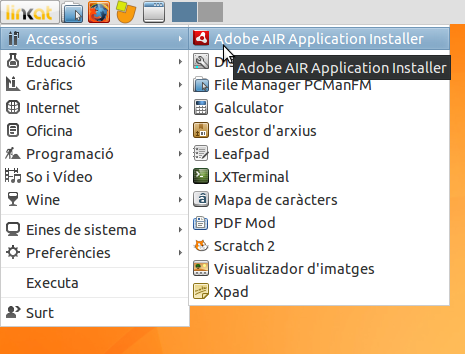 linkat
Accessoris
Educació
Gràfics
Internet
Oficina
Programació
So i Vídeo
Wine
Eines de sistema
Preferències
Executa
Surt
Adobe AIR Application Installer
Adobe AIR Application Installer
File Manager PCManFM
Galculator
Gestor d'arxius
Leafpad
LXTerminal
Mapa de caràcters
PDF Mod
Scratch 2
Visualitzador d'imatges
Xpad